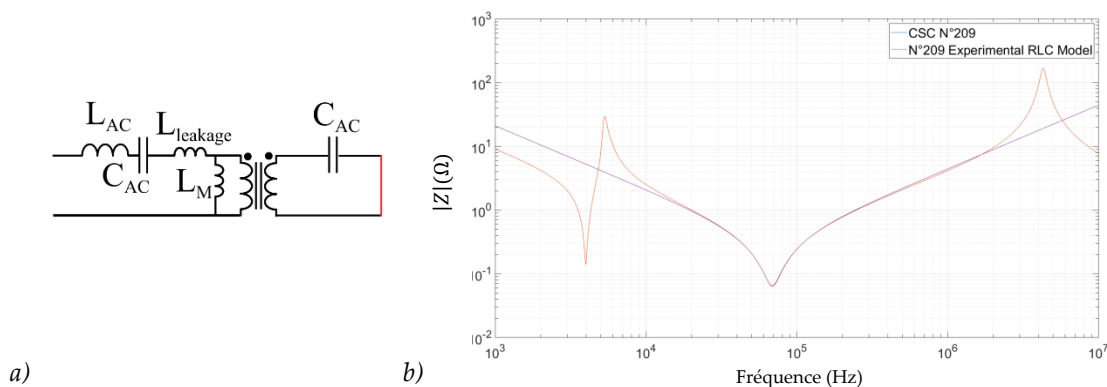 L_AC
L_leakage
C_AC
C_AC
L_M
a)
b)
CSC N°209
N°209 Experimental RLC Model
|Z|(Ω)
10^3
10^2
10^1
10^0
10^-1
10^-2
10^3
10^4
10^5
10^6
10^7
Fréquence (Hz)